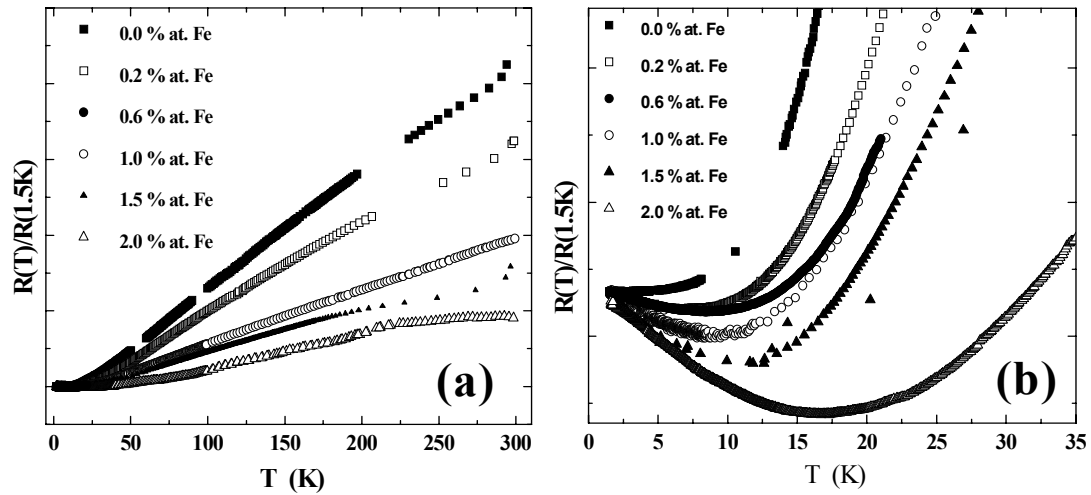 R(T)/R(1.5K)
0.0 % at. Fe
0.2 % at. Fe
0.6 % at. Fe
1.0 % at. Fe
1.5 % at. Fe
2.0 % at. Fe
(a)
0 50 100 150 200 250 300
T (K)
R(T)/R(1.5K)
0.0 % at. Fe
0.2 % at. Fe
0.6 % at. Fe
1.0 % at. Fe
1.5 % at. Fe
2.0 % at. Fe
(b)
0 5 10 15 20 25 30 35
T (K)